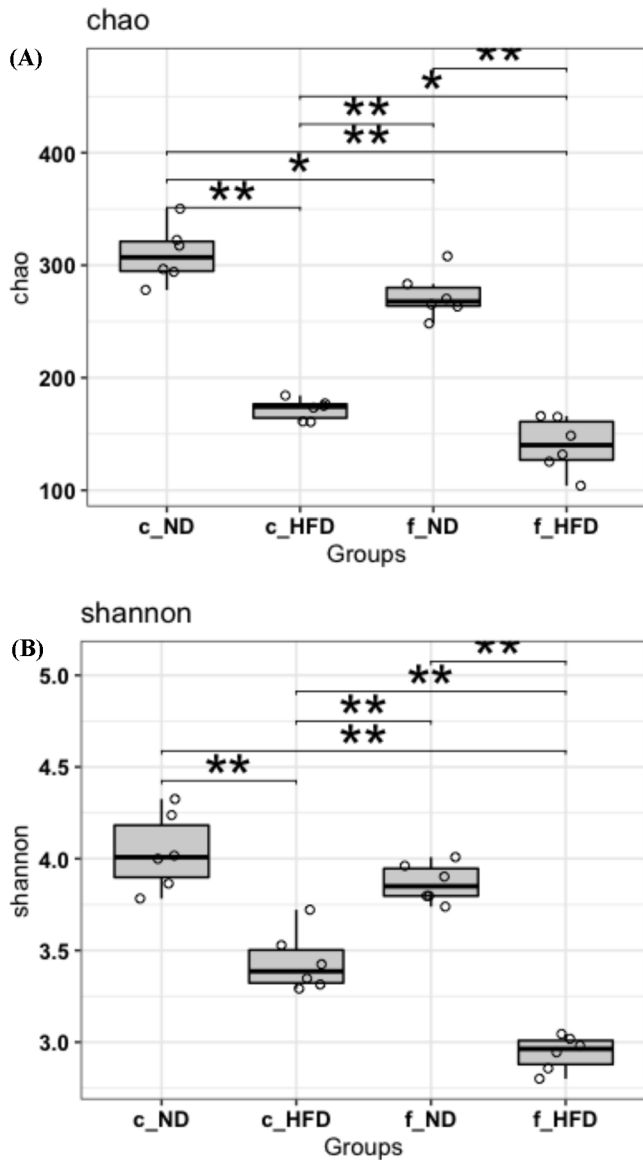 chao
(A)
**
*
**
**
*
**
400
300
200
100
chao
c_ND c_HFD f_ND f_HFD
Groups
shannon
(B)
**
**
**
**
**
5.0
4.5
4.0
3.5
3.0
shannon
c_ND c_HFD f_ND f_HFD
Groups